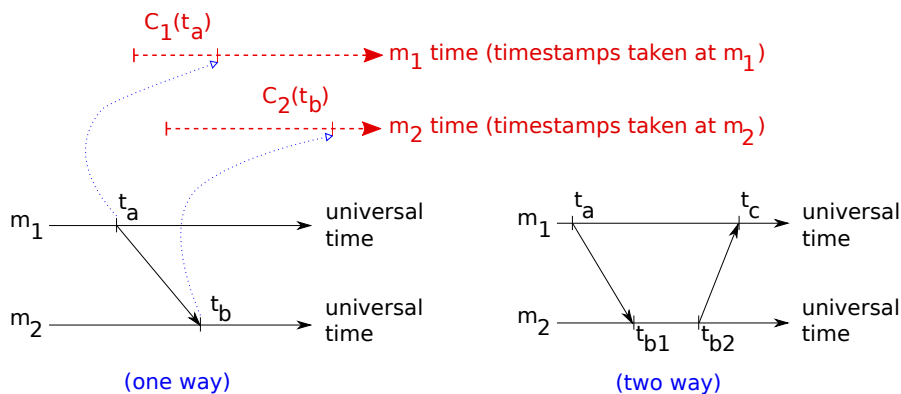 C1(ta)
m1 time (timestamps taken at m1)
C2(tb)
m2 time (timestamps taken at m2)
m1
ta
universal
time
m2
tb
universal
time
(one way)
m1
ta
tc
universal
time
m2
tb1
tb2
universal
time
(two way)